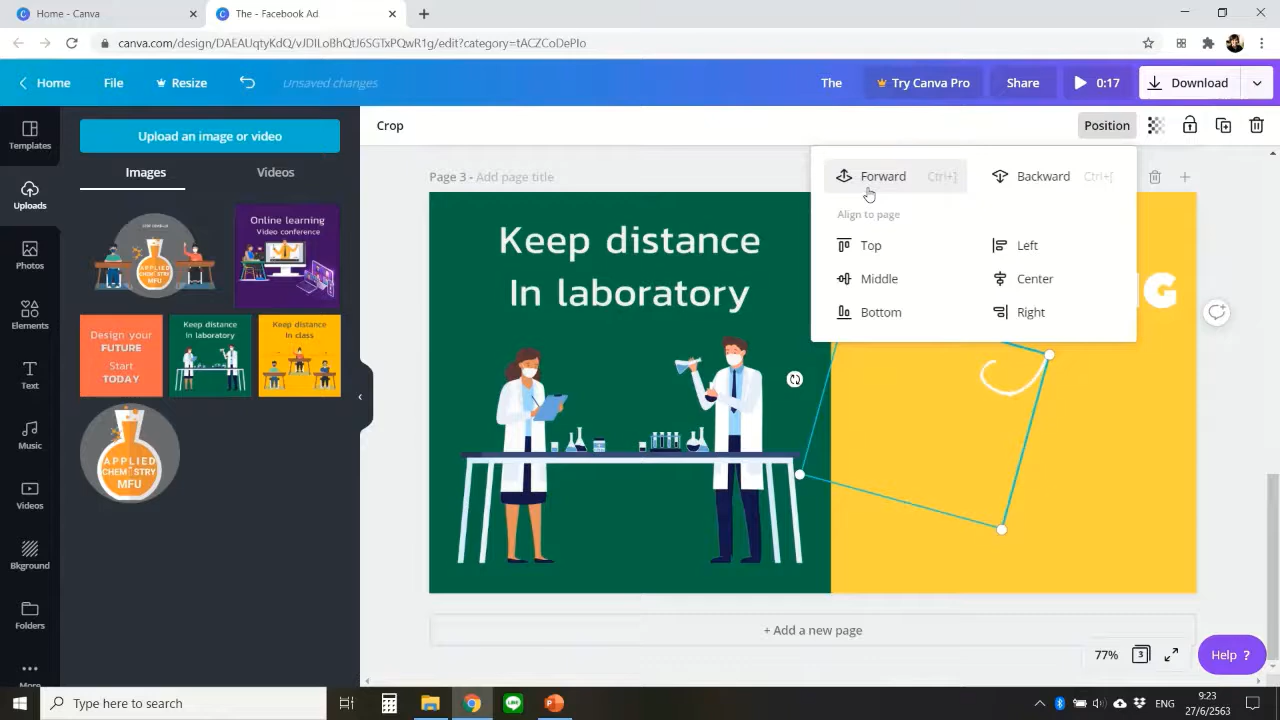 Home - Canva
The - Facebook Ad
canva.com/design/DAEAUqtyKdQ/vJDILoBhQtJ6SGTxPQwR1g/edit?category=tACZCoDePIo
Home
File
Resize
Unsaved changes
The
Try Canva Pro
Share
0:17
Download
Templates
Uploads
Photos
Elements
Text
Music
Videos
Bkground
Folders
More
Upload an image or video
Images
Videos
APPLIED
CHEMISTRY
MFU
Online learning
Video conference
Design your
FUTURE
Start
TODAY
Keep distance
In laboratory
Keep distance
In class
APPLIED
CHEMISTRY
MFU
Crop
Position
Page 3 - Add page title
Forward Ctrl+]
Backward Ctrl+[
Align to page
Top
Left
Middle
Center
Bottom
Right
Keep distance
In laboratory
G
+ Add a new page
77%
3
Help ?
Type here to search
ENG
9:23
27/6/2563